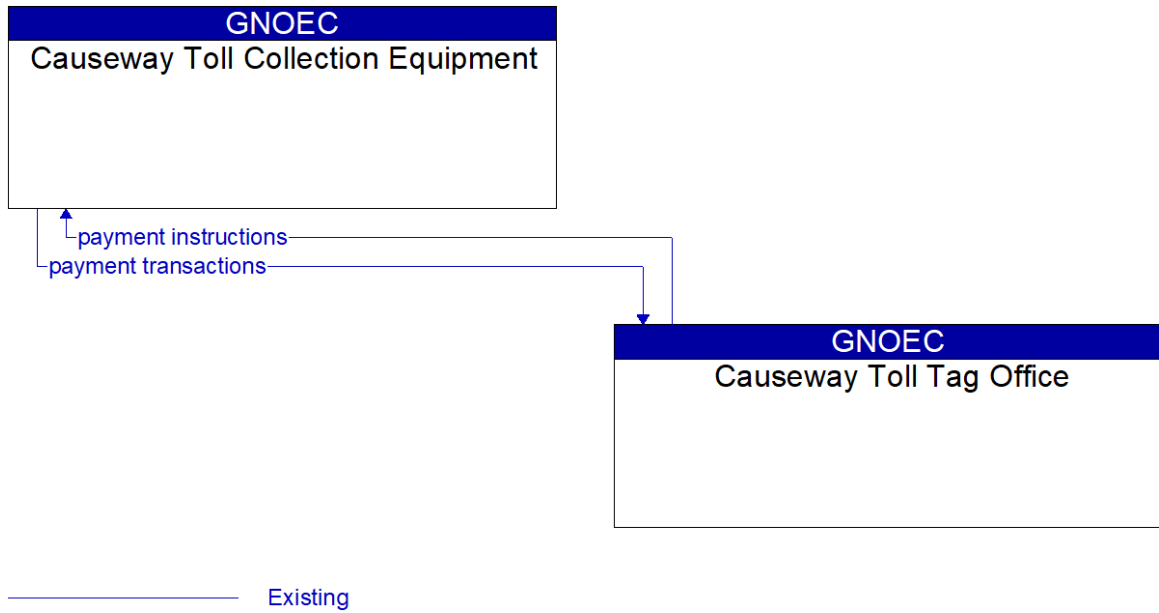 GNOEC
Causeway Toll Collection Equipment
payment instructions
payment transactions
GNOEC
Causeway Toll Tag Office
Existing